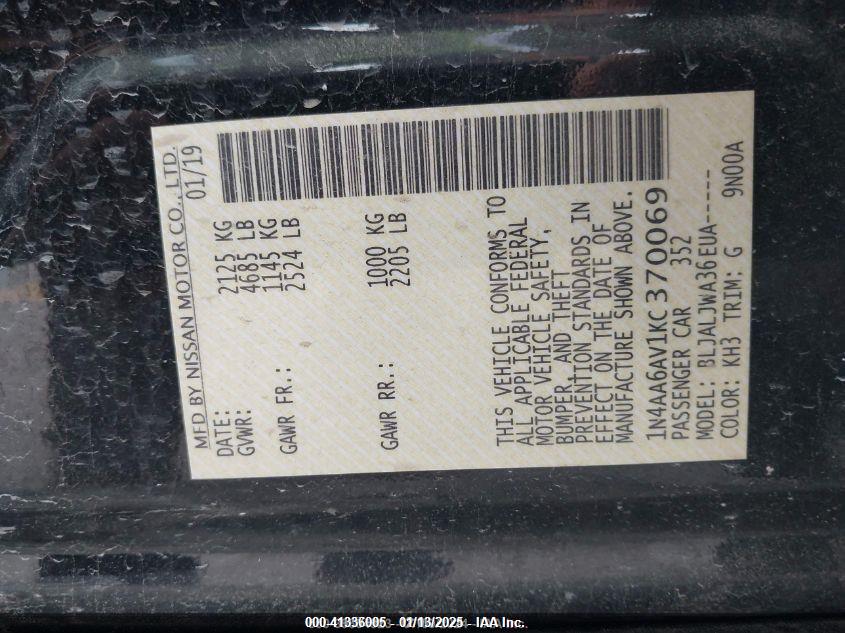 MFD BY NISSAN MOTOR CO., LTD.
DATE: 01/19
GVWR: 2125 KG
4685 LB
GAWR FR.: 1145 KG
2524 LB
GAWR RR.: 1000 KG
2205 LB
THIS VEHICLE CONFORMS TO
ALL APPLICABLE FEDERAL
MOTOR VEHICLE SAFETY,
BUMPER, AND THEFT
PREVENTION STANDARDS IN
EFFECT ON THE DATE OF
MANUFACTURE SHOWN ABOVE.
1N4AA6AV1KC370069
PASSENGER CAR 352
MODEL: BLJALJWA36EUA-----
COLOR: KH3 TRIM: G 9N00A
000-41336005 - 01/13/2025 - IAA Inc.